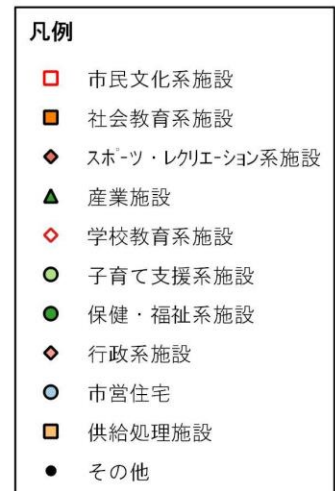 凡例
市民文化系施設
社会教育系施設
スポーツ・レクリエーション系施設
産業施設
学校教育系施設
子育て支援系施設
保健・福祉系施設
行政系施設
市営住宅
供給処理施設
その他